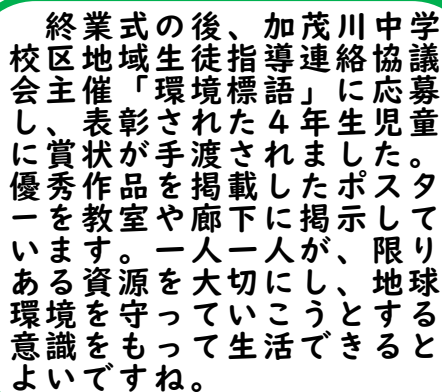 終業式の後、加茂川中学
校区地域生徒指導連絡協議
会主催「環境標語」に応募
し、表彰された４年生児童
に賞状が手渡されました。
優秀作品を掲載したポスタ
ーを教室や廊下に掲示して
います。一人一人が、限り
ある資源を大切にし、地球
環境を守っていこうとする
意識をもって生活できると
よいですね。